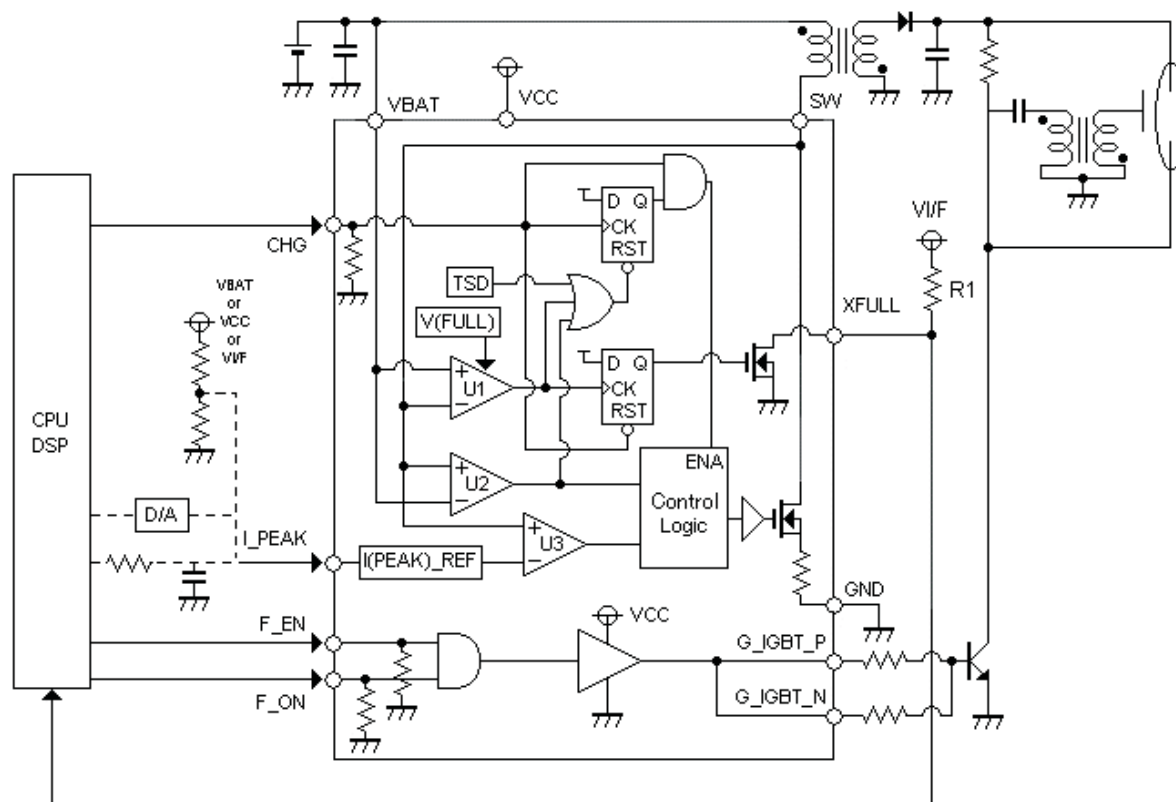 VBAT
VCC
SW
CHG
D Q
CK
RST
VI/F
R1
TSD
XFULL
VBAT
or
VCC
or
VI/F
V(FULL)
+
U1
−
D Q
CK
RST
CPU
DSP
+
U2
−
ENA
Control
Logic
D/A
I_PEAK
I(PEAK)_REF
+
U3
−
GND
F_EN
VCC
G_IGBT_P
F_ON
G_IGBT_N